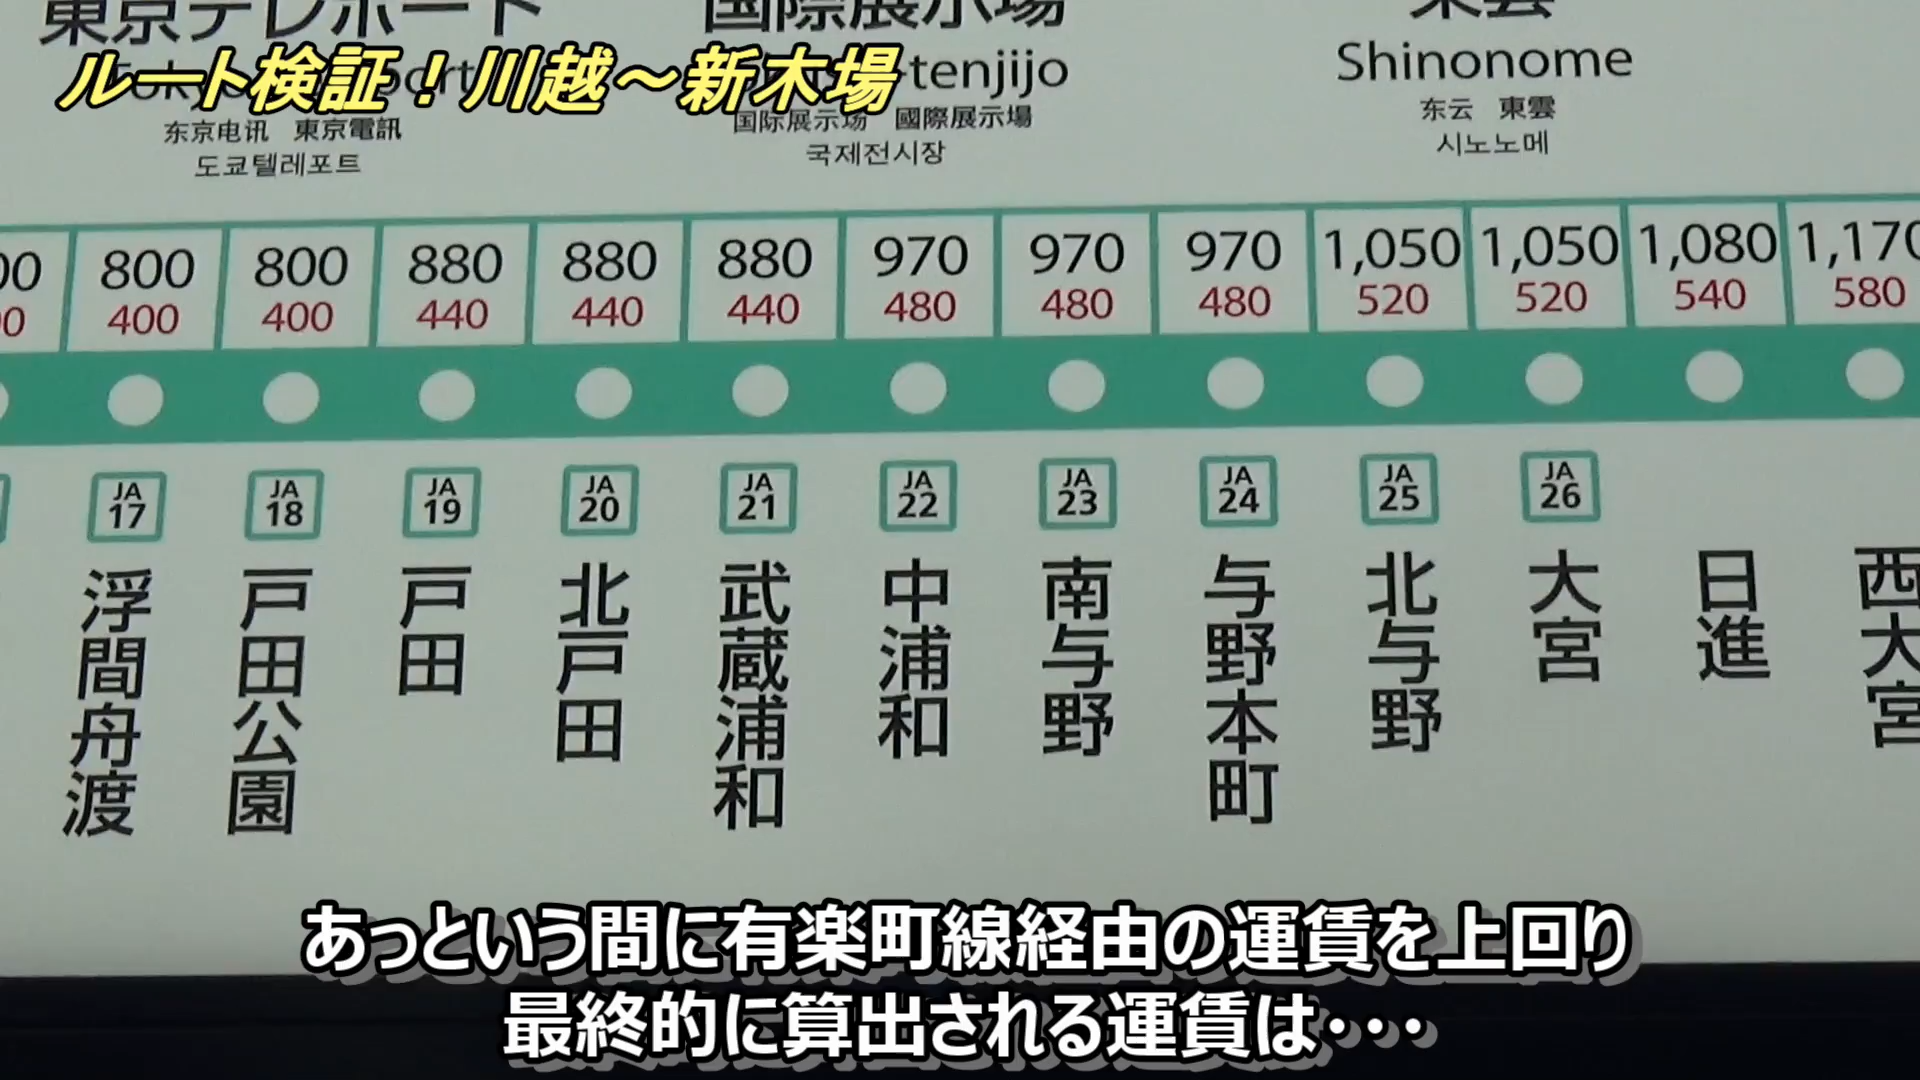 東京テレポート
国際展示場
東雲
ルート検証！川越～新木場
tenjijo
Shinonome
东京电讯 東京電訊
国际展示场 國際展示場
东云 東雲
도쿄텔레포트
국제전시장
시노노메
800 800 880 880 880 970 970 970 1,050 1,050 1,080 1,170
400 400 440 440 440 480 480 480 520 520 540 580
JA 17
JA 18
JA 19
JA 20
JA 21
JA 22
JA 23
JA 24
JA 25
JA 26
浮間舟渡
戸田公園
戸田
北戸田
武蔵浦和
中浦和
南与野
与野本町
北与野
大宮
日進
西大宮
あっという間に有楽町線経由の運賃を上回り
最終的に算出される運賃は・・・